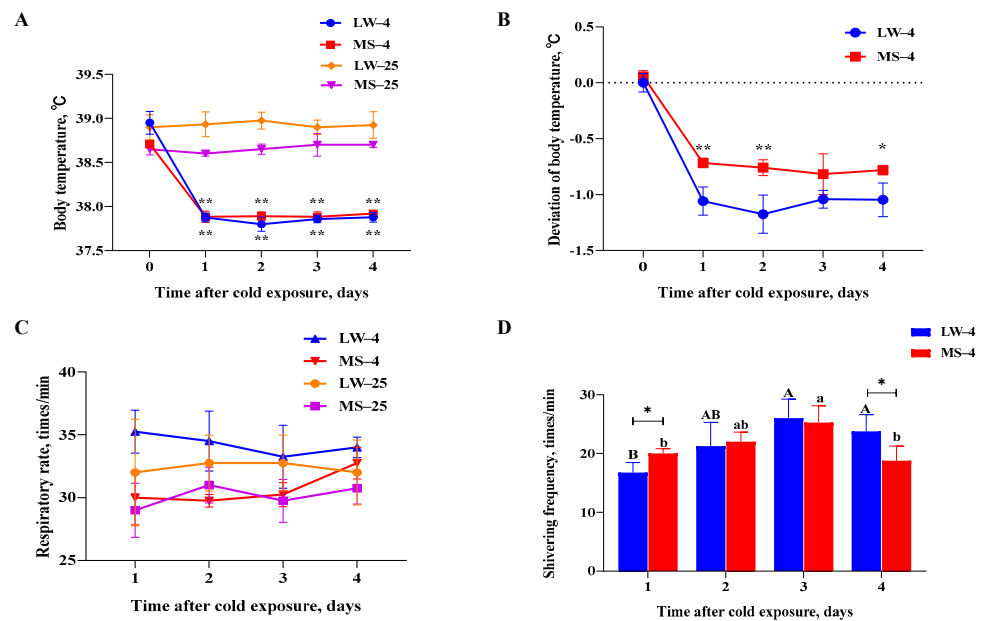 A
LW–4
MS–4
LW–25
MS–25
Body temperature, ℃
39.5
39.0
38.5
38.0
37.5
** ** ** **
** ** ** **
0 1 2 3 4
Time after cold exposure, days
B
LW–4
MS–4
Deviation of body temperature, ℃
0.5
0.0
-0.5
-1.0
-1.5
** ** *
0 1 2 3 4
Time after cold exposure, days
C
LW–4
MS–4
LW–25
MS–25
Respiratory rate, times/min
40
35
30
25
1 2 3 4
Time after cold exposure, days
D
LW–4
MS–4
Shivering frequency, times/min
30
20
10
0
* *
B b AB ab A a A b
1 2 3 4
Time after cold exposure, days